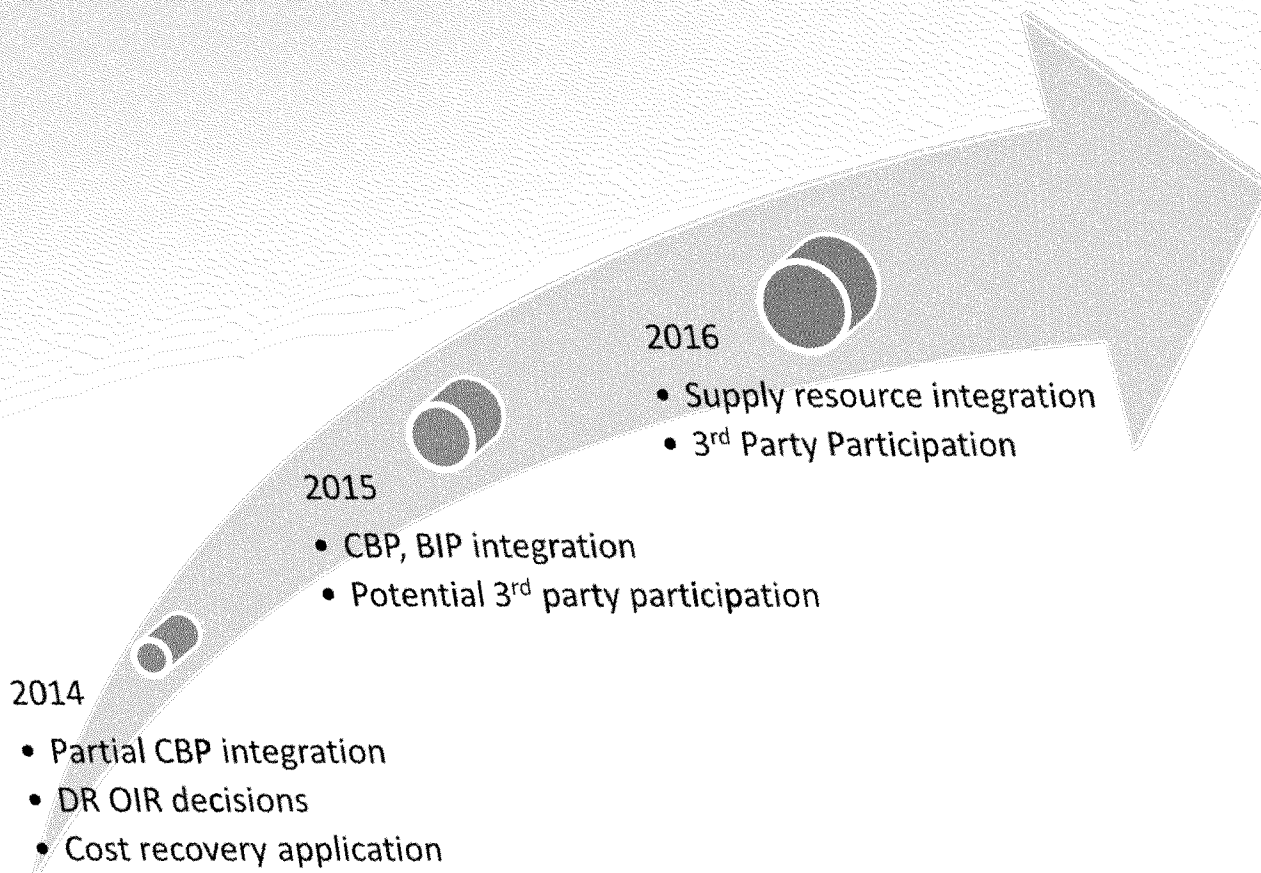 2016
• Supply resource integration
• 3rd Party Participation
2015
• CBP, BIP integration
• Potential 3rd party participation
2014
• Partial CBP integration
• DR OIR decisions
• Cost recovery application